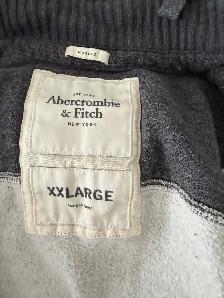 Abercrombie
& Fitch
NEW YORK
XXLARGE